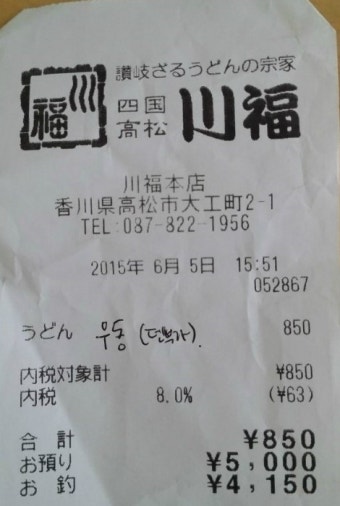 讃岐ざるうどんの宗家
川福
四国
高松 川福
川福本店
香川県高松市大工町2-1
TEL:087-822-1956
2015年 6月 5日 15:51
052867
うどん 우동 850
内税対象計 ¥850
内税 8.0% (¥63)
合計 ¥850
お預り ¥5,000
お釣 ¥4,150